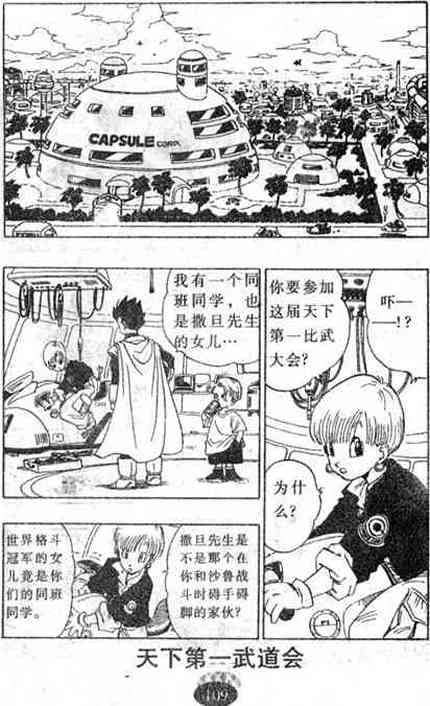 CAPSULE CORP.
吓—
—!?
你要参加
这届天下
第一比武
大会?
为什
么?
我有一个同
班同学，也
是撒旦先生
的女儿…
撒旦先生是
不是那个在
你和沙鲁战
斗时碍手碍
脚的家伙?
世界格斗
冠军的女
儿竟是你
们的同班
同学。
天下第一武道会
109